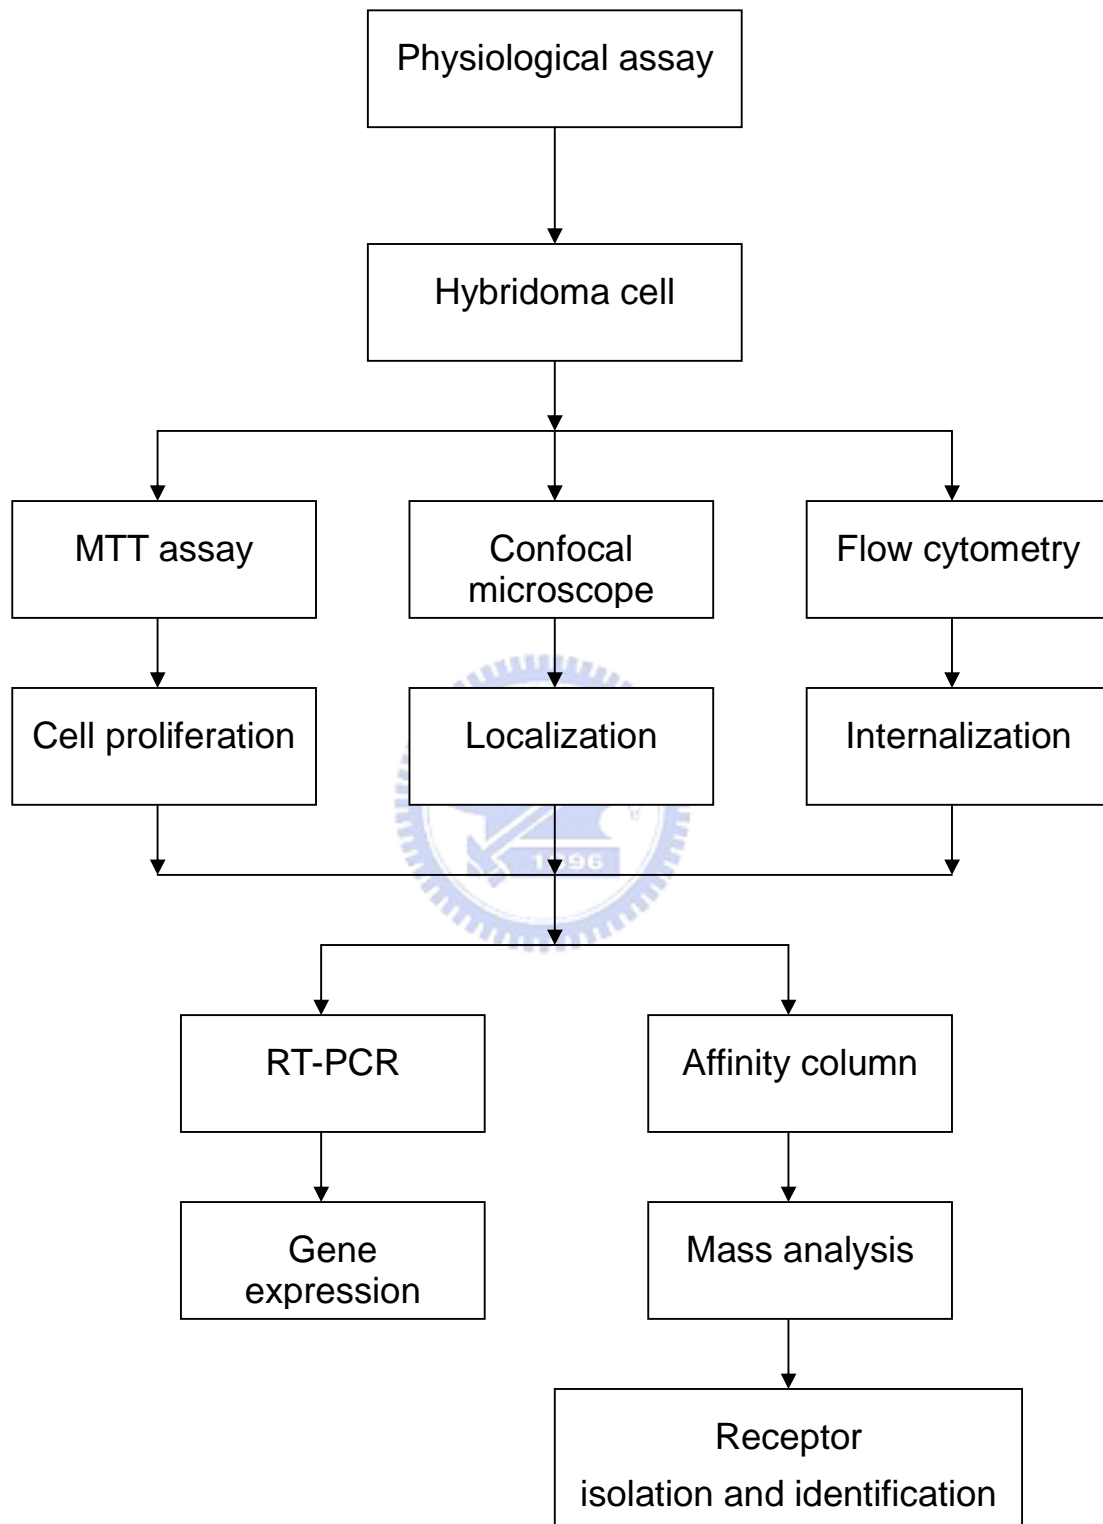 Physiological assay
Hybridoma cell
MTT assay
Confocal
microscope
Flow cytometry
Cell proliferation
Localization
Internalization
1896
RT-PCR
Affinity column
Gene
expression
Mass analysis
Receptor
isolation and identification